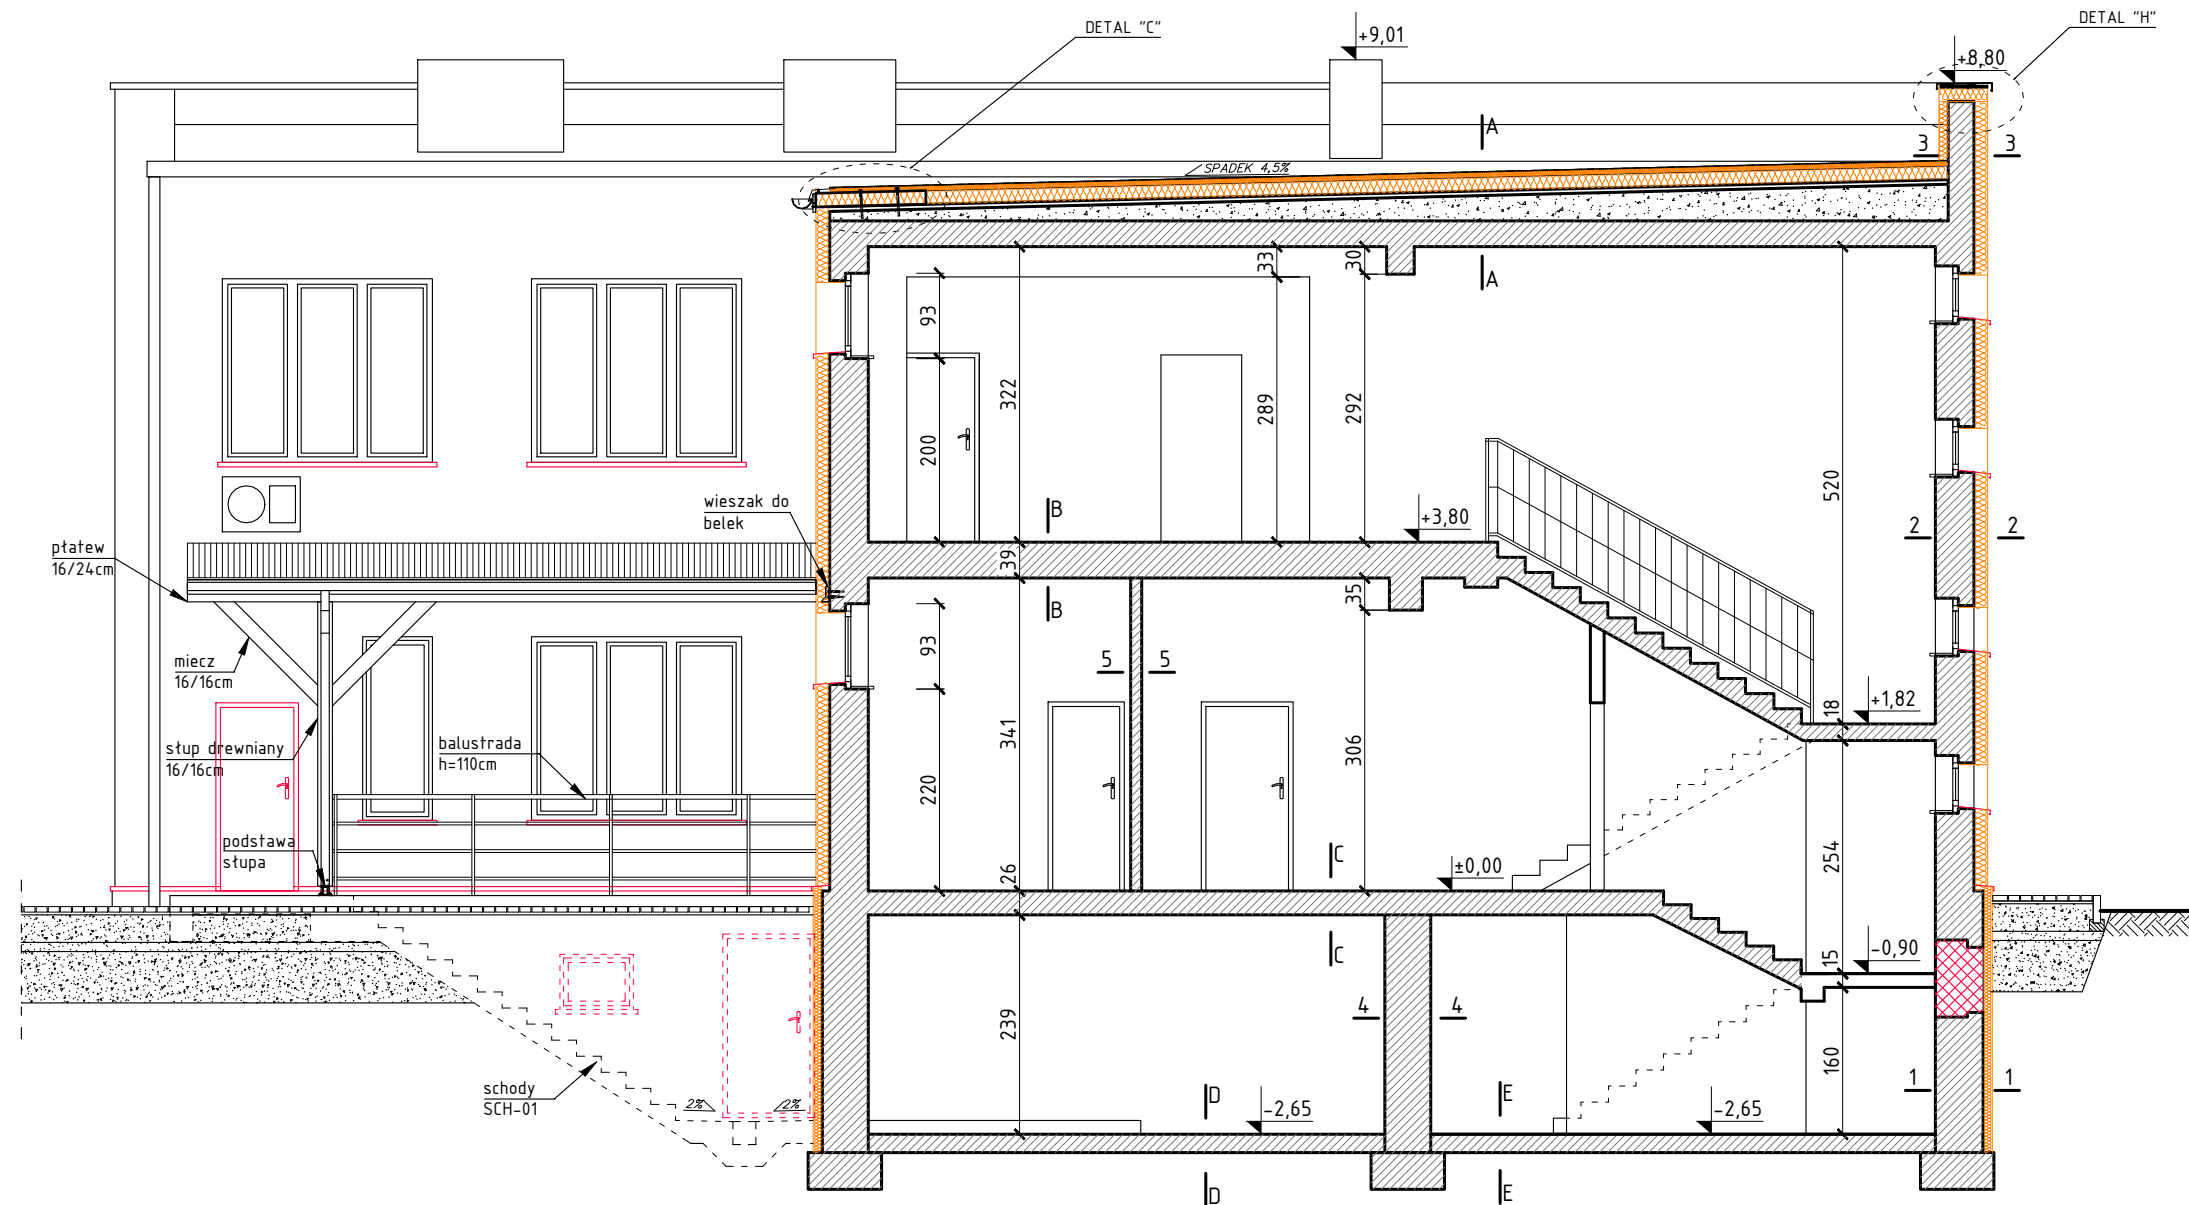 DETAL "C"
DETAL "H"
+9,01
+8,80
A
3
3
SPADEK 4,5%
A
33
30
93
322
289
292
200
520
wieszak do
belek
B
+3,80
2
2
płatew
16/24cm
39
35
B
93
miecz
16/16cm
5
5
341
306
220
18
+1,82
słup drewniany
16/16cm
balustrada
h=110cm
podstawa
słupa
C
±0,00
26
254
C
15
-0,90
4
4
239
160
schody
SCH-01
2%
2%
D
E
-2,65
-2,65
1
1
D
E